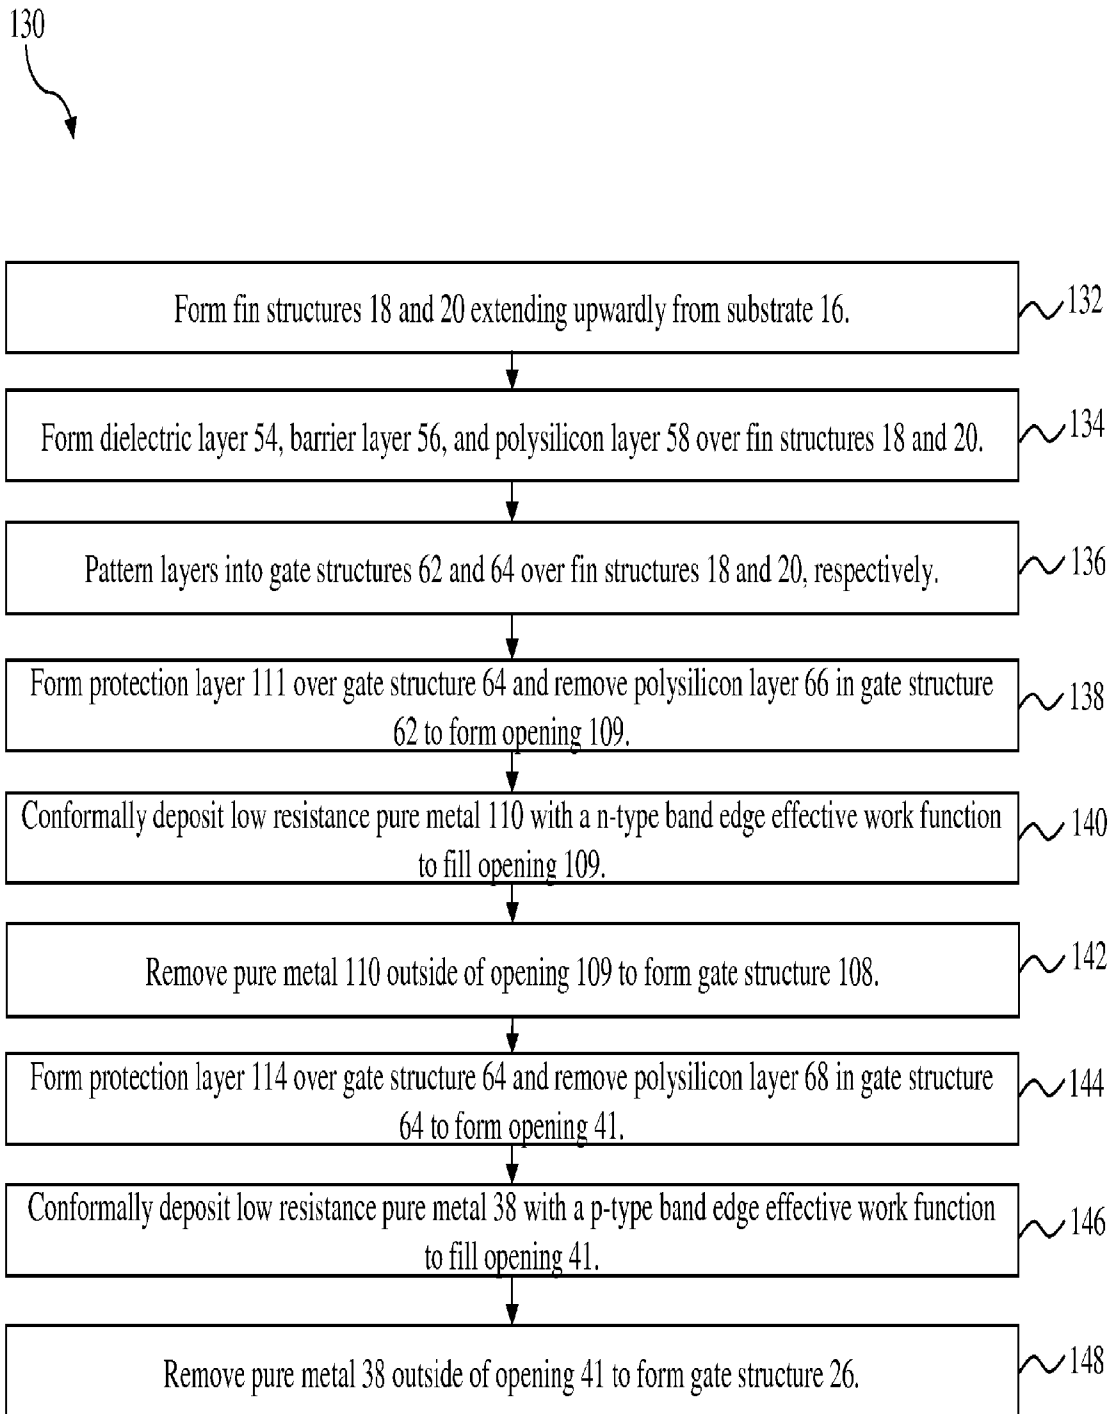 130
Form fin structures 18 and 20 extending upwardly from substrate 16.
132
Form dielectric layer 54, barrier layer 56, and polysilicon layer 58 over fin structures 18 and 20.
134
Pattern layers into gate structures 62 and 64 over fin structures 18 and 20, respectively.
136
Form protection layer 111 over gate structure 64 and remove polysilicon layer 66 in gate structure
62 to form opening 109.
138
Conformally deposit low resistance pure metal 110 with a n-type band edge effective work function
to fill opening 109.
140
Remove pure metal 110 outside of opening 109 to form gate structure 108.
142
Form protection layer 114 over gate structure 64 and remove polysilicon layer 68 in gate structure
64 to form opening 41.
144
Conformally deposit low resistance pure metal 38 with a p-type band edge effective work function
to fill opening 41.
146
Remove pure metal 38 outside of opening 41 to form gate structure 26.
148